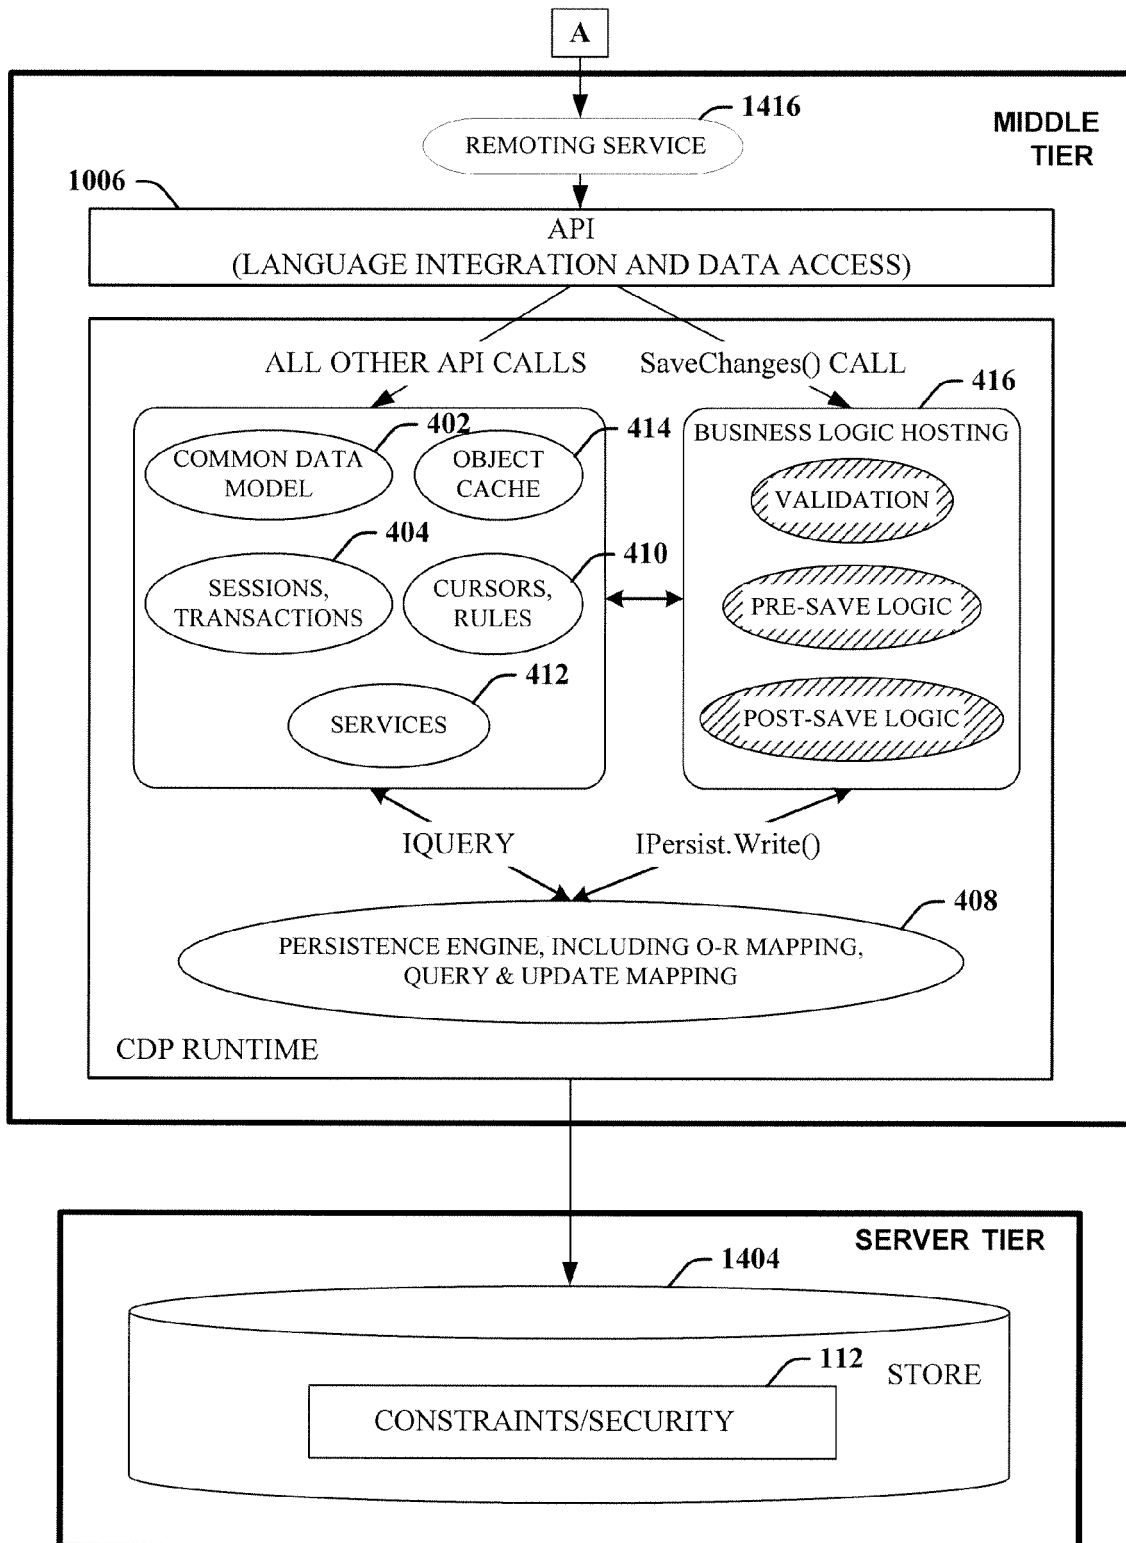 A
1416
REMOTING SERVICE
MIDDLE
TIER
1006
API
(LANGUAGE INTEGRATION AND DATA ACCESS)
ALL OTHER API CALLS
SaveChanges() CALL
416
402
COMMON DATA
MODEL
414
OBJECT
CACHE
BUSINESS LOGIC HOSTING
VALIDATION
404
SESSIONS,
TRANSACTIONS
410
CURSORS,
RULES
PRE-SAVE LOGIC
412
SERVICES
POST-SAVE LOGIC
IQUERY
IPersist.Write()
408
PERSISTENCE ENGINE, INCLUDING O-R MAPPING,
QUERY & UPDATE MAPPING
CDP RUNTIME
SERVER TIER
1404
112
STORE
CONSTRAINTS/SECURITY